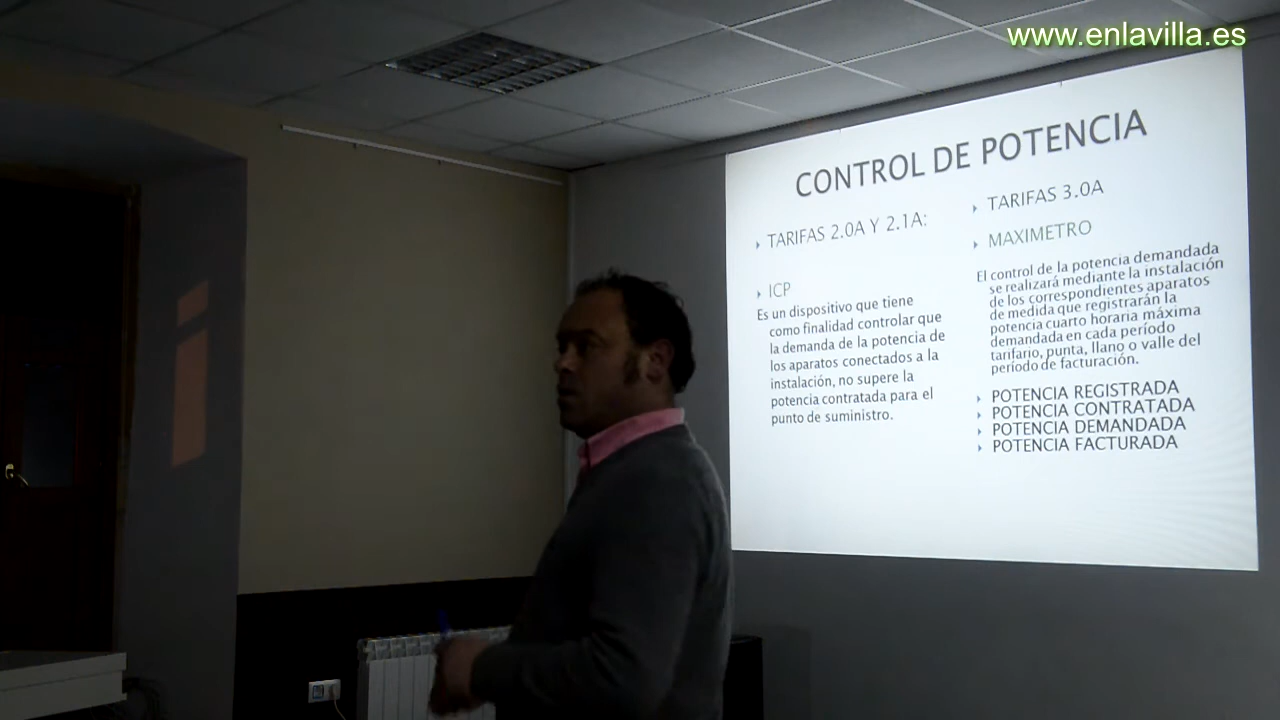 www.enlavilla.es
CONTROL DE POTENCIA
TARIFAS 2.0A Y 2.1A:
ICP
Es un dispositivo que tiene
como finalidad controlar que
la demanda de la potencia de
los aparatos conectados a la
instalación, no supere la
potencia contratada para el
punto de suministro.
TARIFAS 3.0A
MAXIMETRO
El control de la potencia demandada
se realizará mediante la instalación
de los correspondientes aparatos
de medida que registrarán la
potencia cuarto horaria máxima
demandada en cada período
tarifario, punta, llano o valle del
período de facturación.
POTENCIA REGISTRADA
POTENCIA CONTRATADA
POTENCIA DEMANDADA
POTENCIA FACTURADA